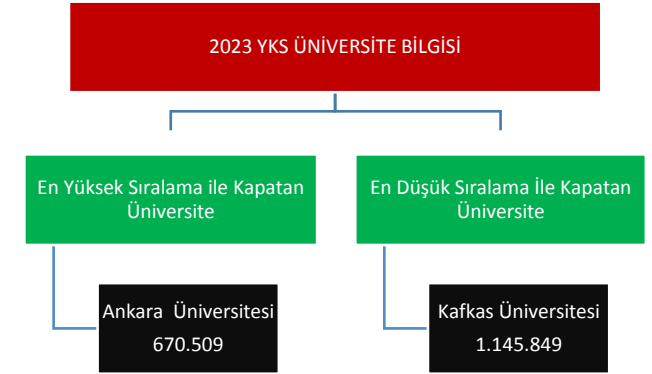 2023 YKS ÜNİVERSİTE BİLGİSİ
En Yüksek Sıralama ile Kapatan
Üniversite
En Düşük Sıralama İle Kapatan
Üniversite
Ankara Üniversitesi
670.509
Kafkas Üniversitesi
1.145.849